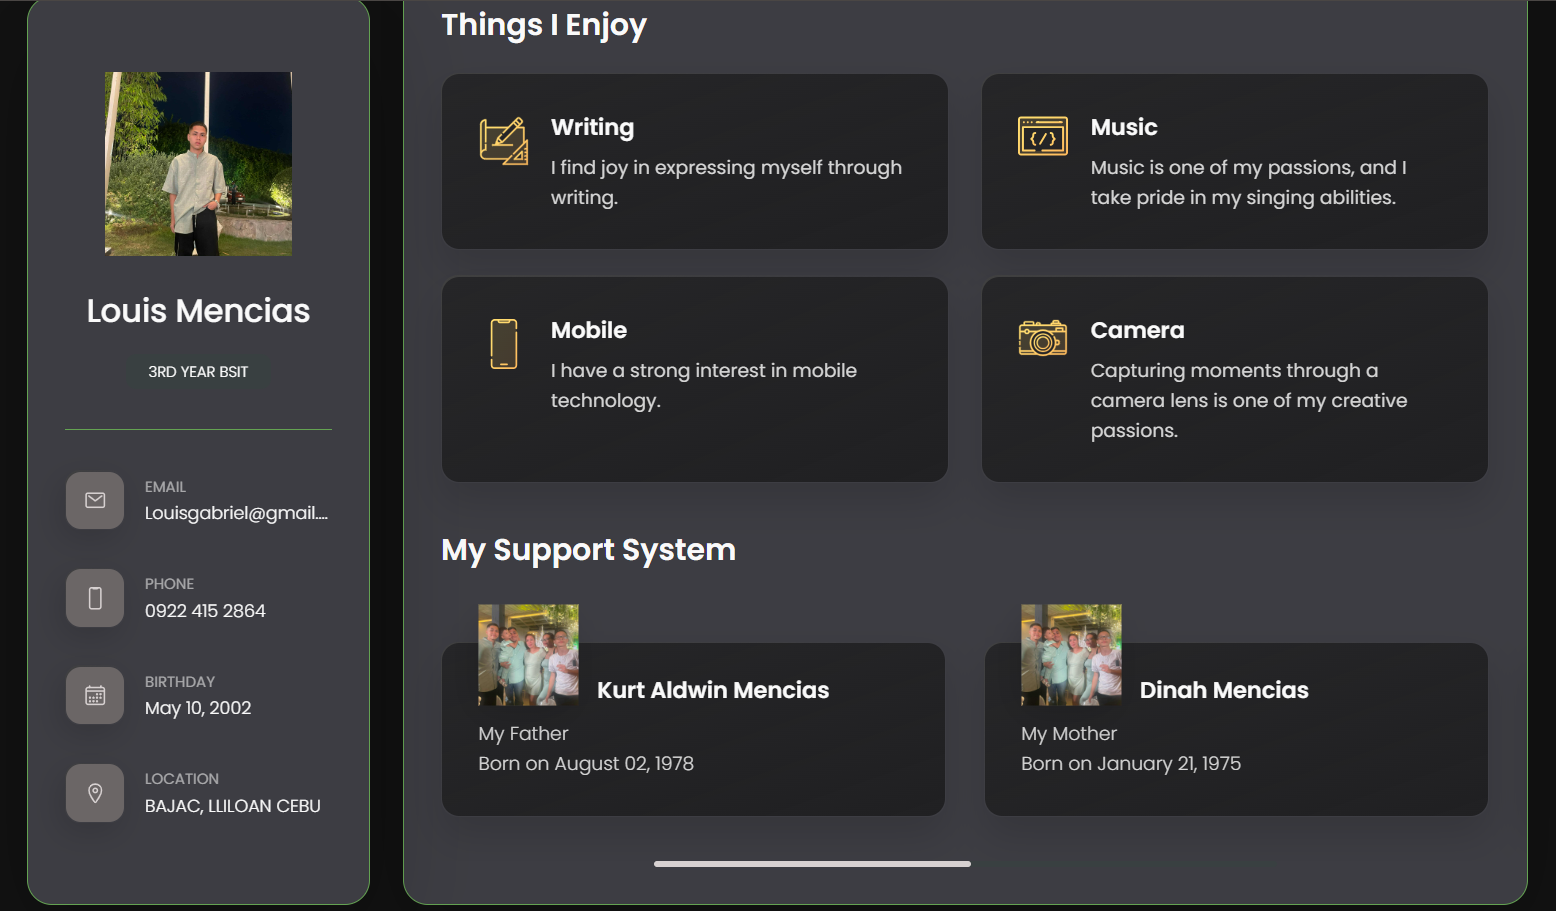 Louis Mencias
3RD YEAR BSIT
EMAIL
Louisgabriel@gmail....
PHONE
0922 415 2864
BIRTHDAY
May 10, 2002
LOCATION
BAJAC, LLILOAN CEBU
Things I Enjoy
Writing
I find joy in expressing myself through
writing.
Music
Music is one of my passions, and I
take pride in my singing abilities.
Mobile
I have a strong interest in mobile
technology.
Camera
Capturing moments through a
camera lens is one of my creative
passions.
My Support System
Kurt Aldwin Mencias
My Father
Born on August 02, 1978
Dinah Mencias
My Mother
Born on January 21, 1975